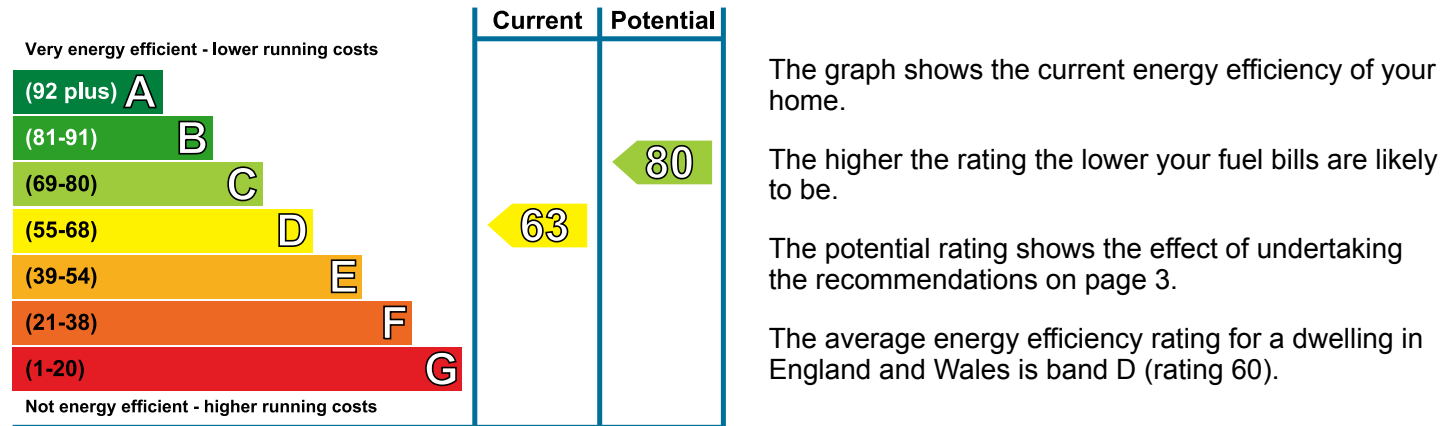 Current Potential
Very energy efficient - lower running costs
(92 plus) A
(81-91) B
(69-80) C
(55-68) D
(39-54) E
(21-38) F
(1-20) G
Not energy efficient - higher running costs
63
80
The graph shows the current energy efficiency of your
home.
The higher the rating the lower your fuel bills are likely
to be.
The potential rating shows the effect of undertaking
the recommendations on page 3.
The average energy efficiency rating for a dwelling in
England and Wales is band D (rating 60).